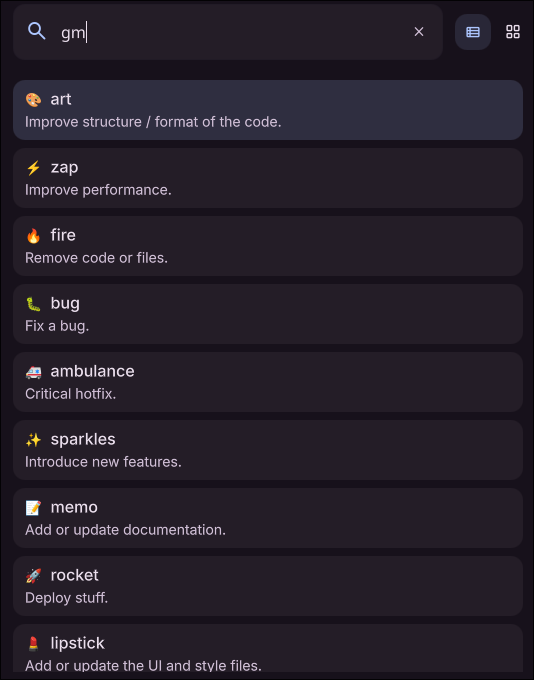 gm
art
Improve structure / format of the code.
zap
Improve performance.
fire
Remove code or files.
bug
Fix a bug.
ambulance
Critical hotfix.
sparkles
Introduce new features.
memo
Add or update documentation.
rocket
Deploy stuff.
lipstick
Add or update the UI and style files.